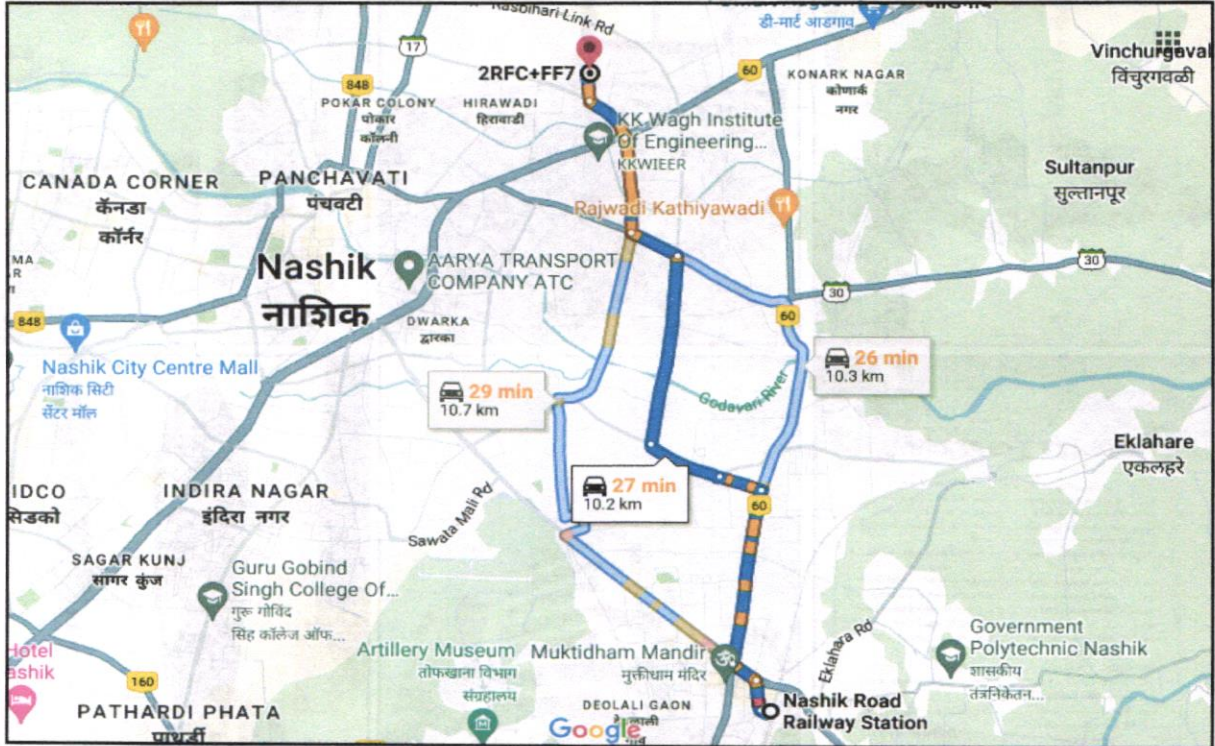 Rasbihari Link Rd
डी-मार्ट आडगाव
Vinchurgaval
विंचुरगवळी
17
848
60
2RFC+FF7
KONARK NAGAR
कोणार्क
नगर
POKAR COLONY
पोकार
कॉलनी
HIRAWADI
हिरावाडी
KK Wagh Institute
Of Engineering...
KKWIEER
Sultanpur
सुल्तानपूर
CANADA CORNER
कॅनडा
कॉर्नर
PANCHAVATI
पंचवटी
Rajwadi Kathiyawadi
Nashik
नाशिक
AARYA TRANSPORT
COMPANY ATC
30
30
60
848
DWARKA
द्वारका
Nashik City Centre Mall
नाशिक सिटी
सेंटर मॉल
26 min
10.3 km
29 min
10.7 km
Godavari River
27 min
10.2 km
60
Eklahare
एकलहरे
IDCO
सिडको
INDIRA NAGAR
इंदिरा नगर
Sawata Mali Rd
SAGAR KUNJ
सागर कुंज
Guru Gobind
Singh College Of...
गुरु गोविंद
सिंह कॉलेज ऑफ...
Eklahara Rd
Government
Polytechnic Nashik
शासकीय
तंत्रनिकेतन...
Hotel
ashik
Artillery Museum
तोफखाना विभाग
संग्रहालय
Muktidham Mandir
मुक्तीधाम मंदिर
160
PATHARDI PHATA
पाथर्डी
DEOLALI GAON
Google
Nashik Road
Railway Station